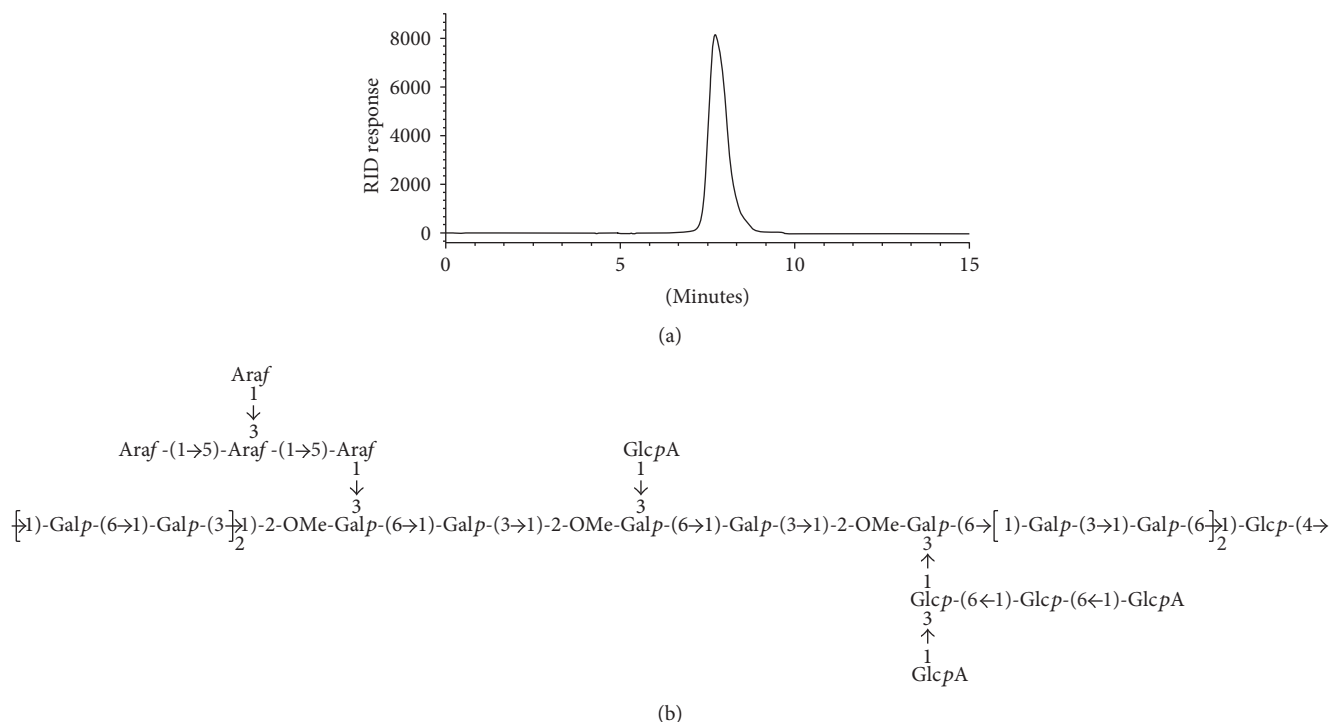 8000
6000
4000
2000
0
RID response
0 5 10 15
(Minutes)
(a)
Araf
1
↓
3
Araf -(1→5)-Araf -(1→5)-Araf
GlcpA
1 1
↓ ↓
3 3
[→1)-Galp-(6→1)-Galp-(3→]2 1)-2-OMe-Galp-(6→1)-Galp-(3→1)-2-OMe-Galp-(6→1)-Galp-(3→1)-2-OMe-Galp-(6→[1)-Galp-(3→1)-Galp-(6→]2 1)-Glcp-(4→
3
↑
1
Glcp-(6←1)-Glcp-(6←1)-GlcpA
3
↑
1
GlcpA
(b)